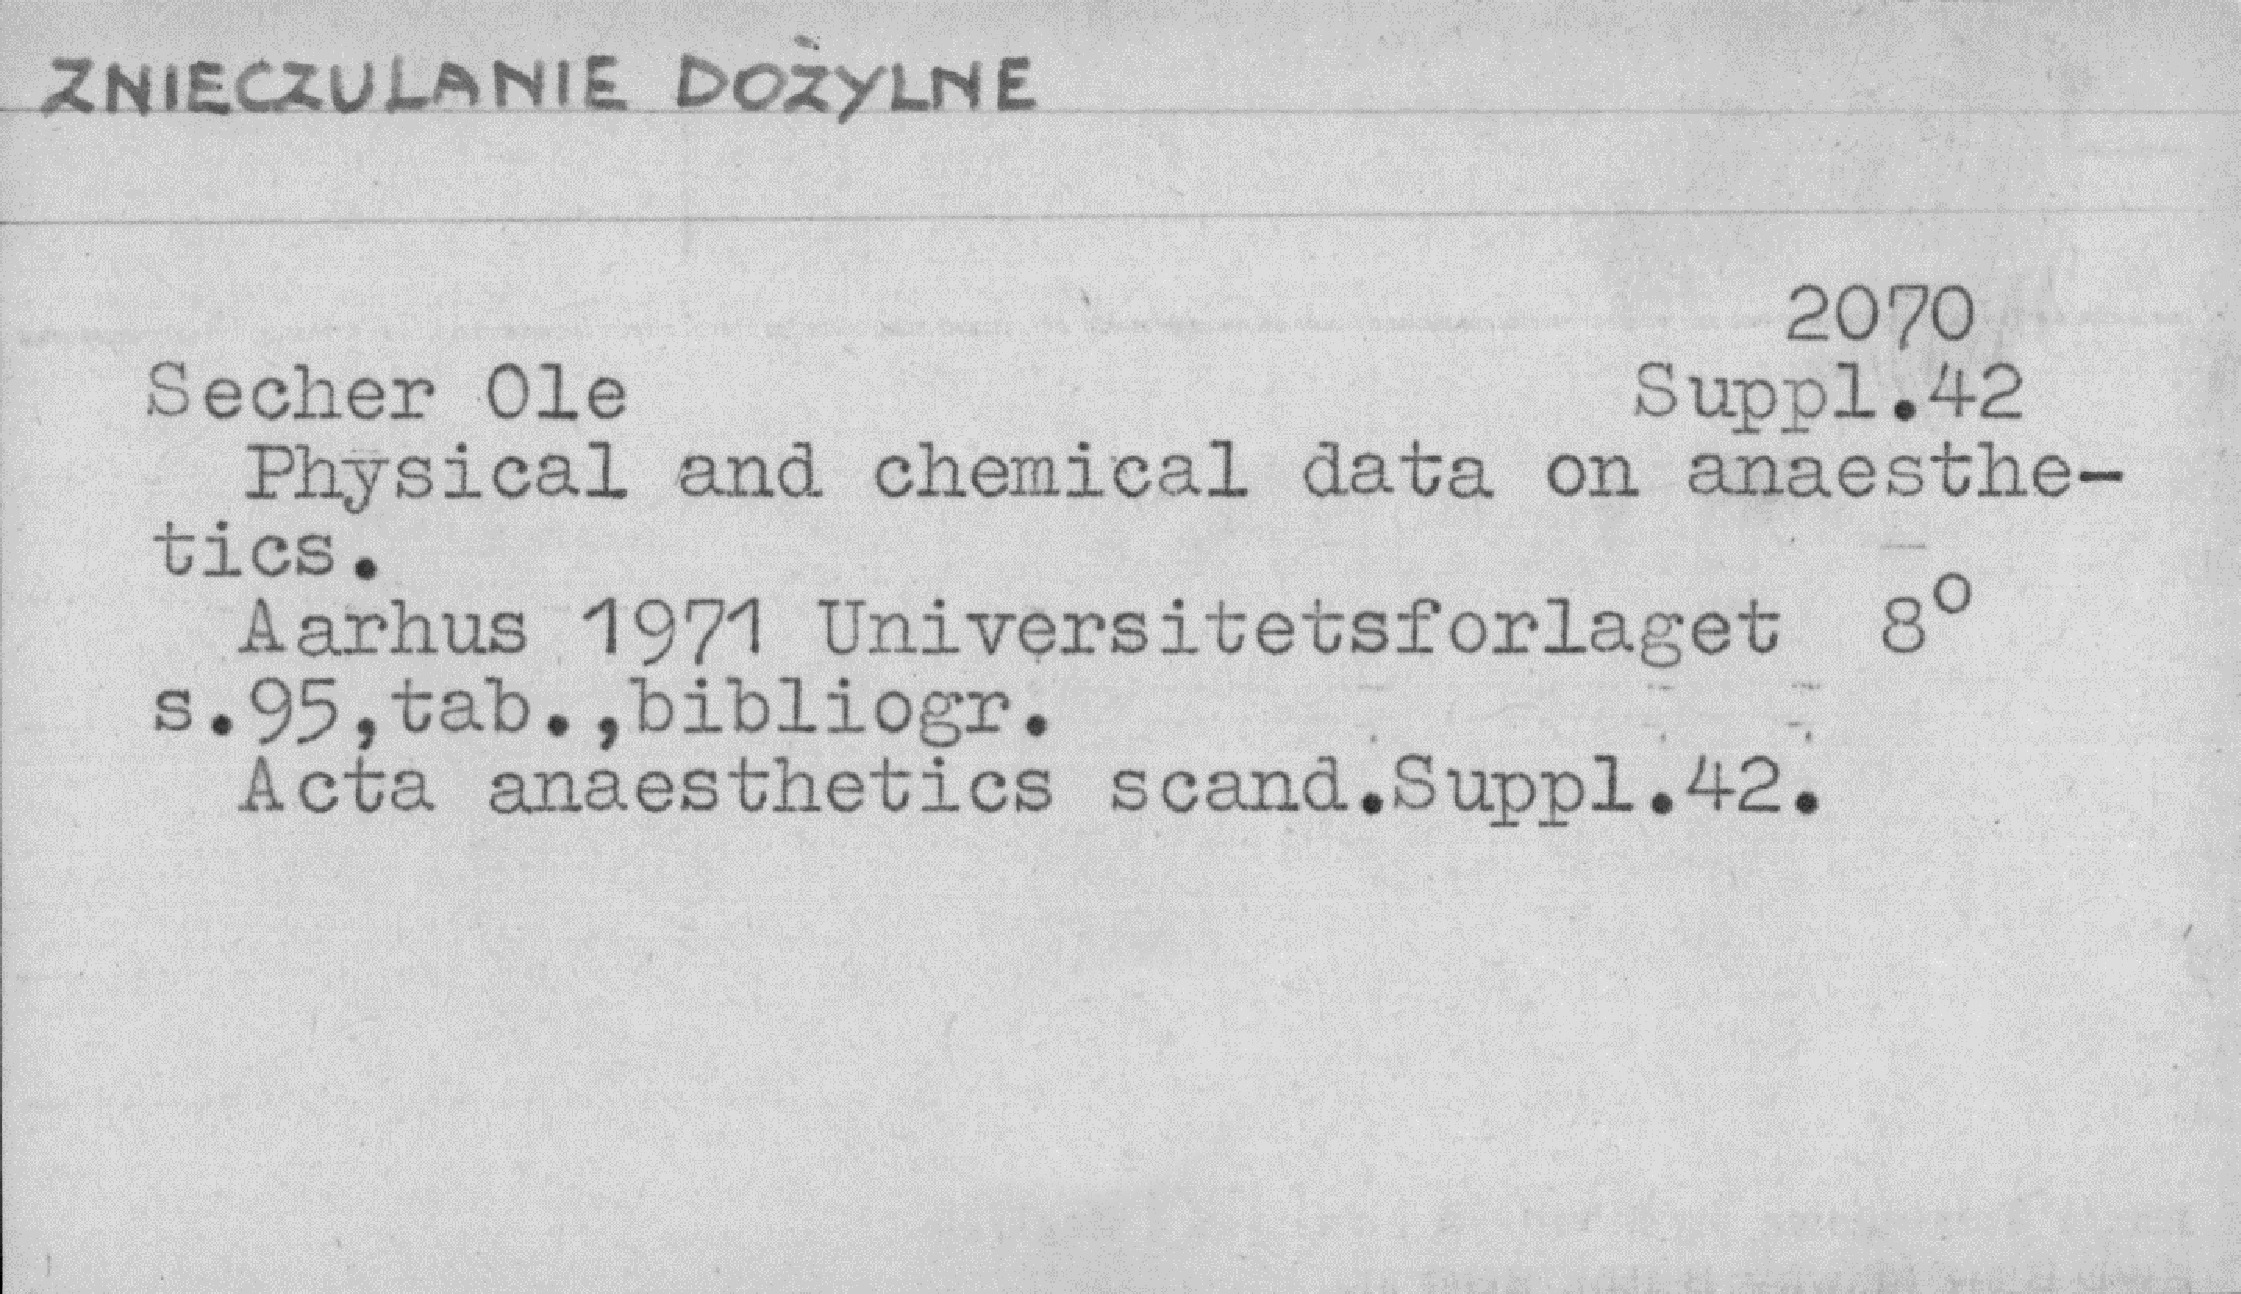 ZNIECZULANIE DOŻYLNE
2070
Secher Ole Suppl.42
Physical and chemical data on anaesthe-
tics.
Aarhus 1971 Universitetsforlaget 8°
s.95,tab.,bibliogr.
Acta anaesthetics scand.Suppl.42.